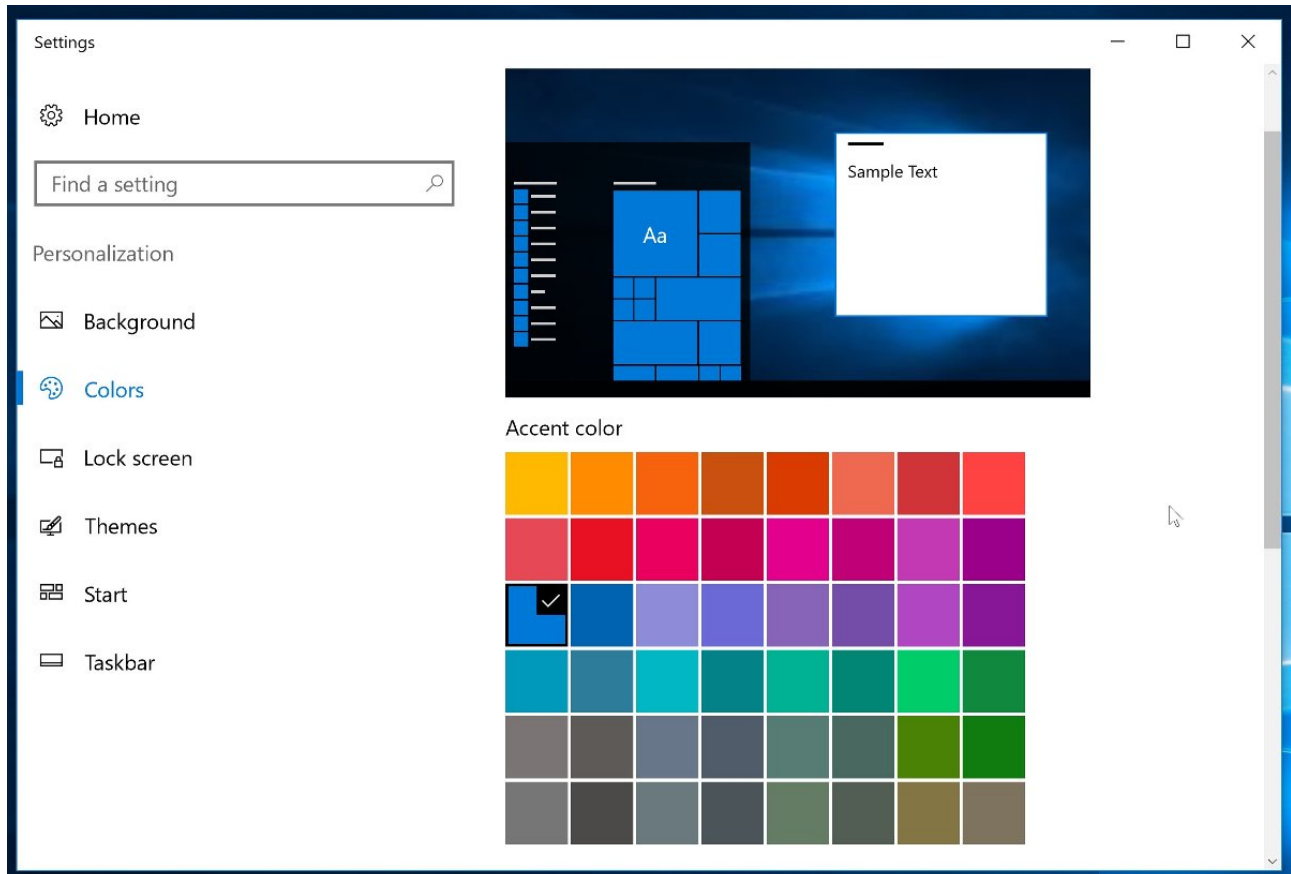 Settings
Home
Find a setting
Personalization
Background
Colors
Lock screen
Themes
Start
Taskbar
Aa
Sample Text
Accent color